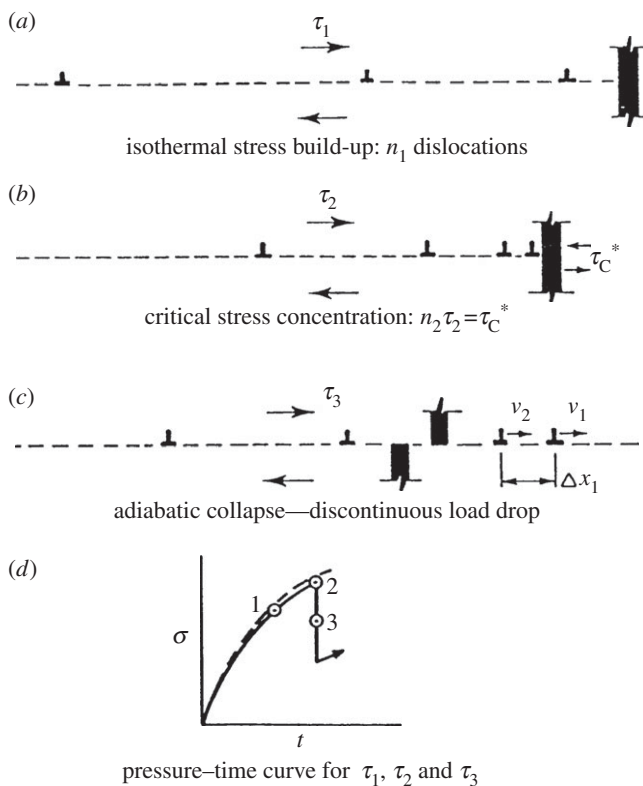 (a)
τ1
isothermal stress build-up: n1 dislocations
(b)
τ2
τC*
critical stress concentration: n2τ2=τC*
(c)
τ3
v2 v1
Δx1
adiabatic collapse—discontinuous load drop
(d)
2
1
3
σ
t
pressure–time curve for τ1, τ2 and τ3